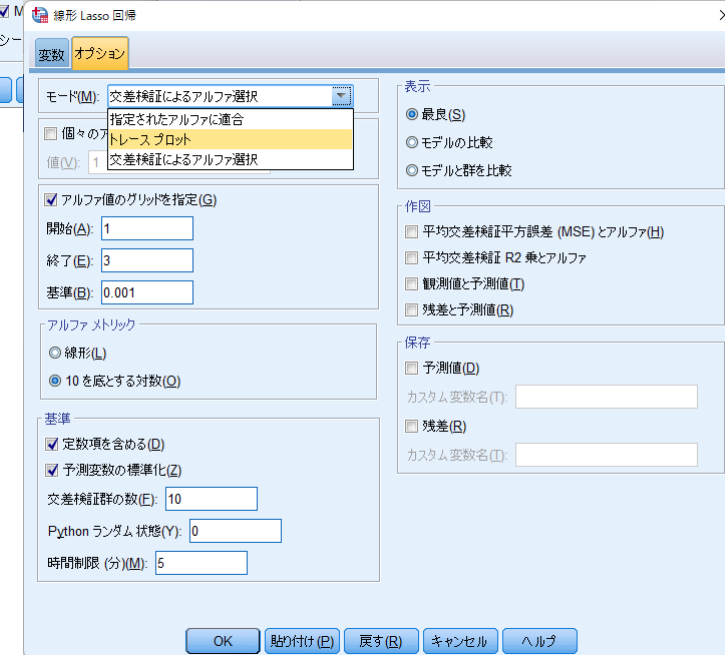 線形 Lasso 回帰
変数 オプション
モード(M): 交差検証によるアルファ選択
指定されたアルファに適合
トレース プロット
交差検証によるアルファ選択
個々のア
値(V): 1
アルファ値のグリッドを指定(G)
開始(A): 1
終了(E): 3
基準(B): 0.001
アルファ メトリック
線形(L)
10 を底とする対数(O)
基準
定数項を含める(D)
予測変数の標準化(Z)
交差検証群の数(F): 10
Python ランダム状態(Y): 0
時間制限 (分)(M): 5
表示
最良(S)
モデルの比較
モデルと群を比較
作図
平均交差検証平方誤差 (MSE) とアルファ(H)
平均交差検証 R2 乗とアルファ
観測値と予測値(T)
残差と予測値(R)
保存
予測値(D)
カスタム変数名(T):
残差(R)
カスタム変数名(T):
OK 貼り付け(P) 戻す(R) キャンセル ヘルプ